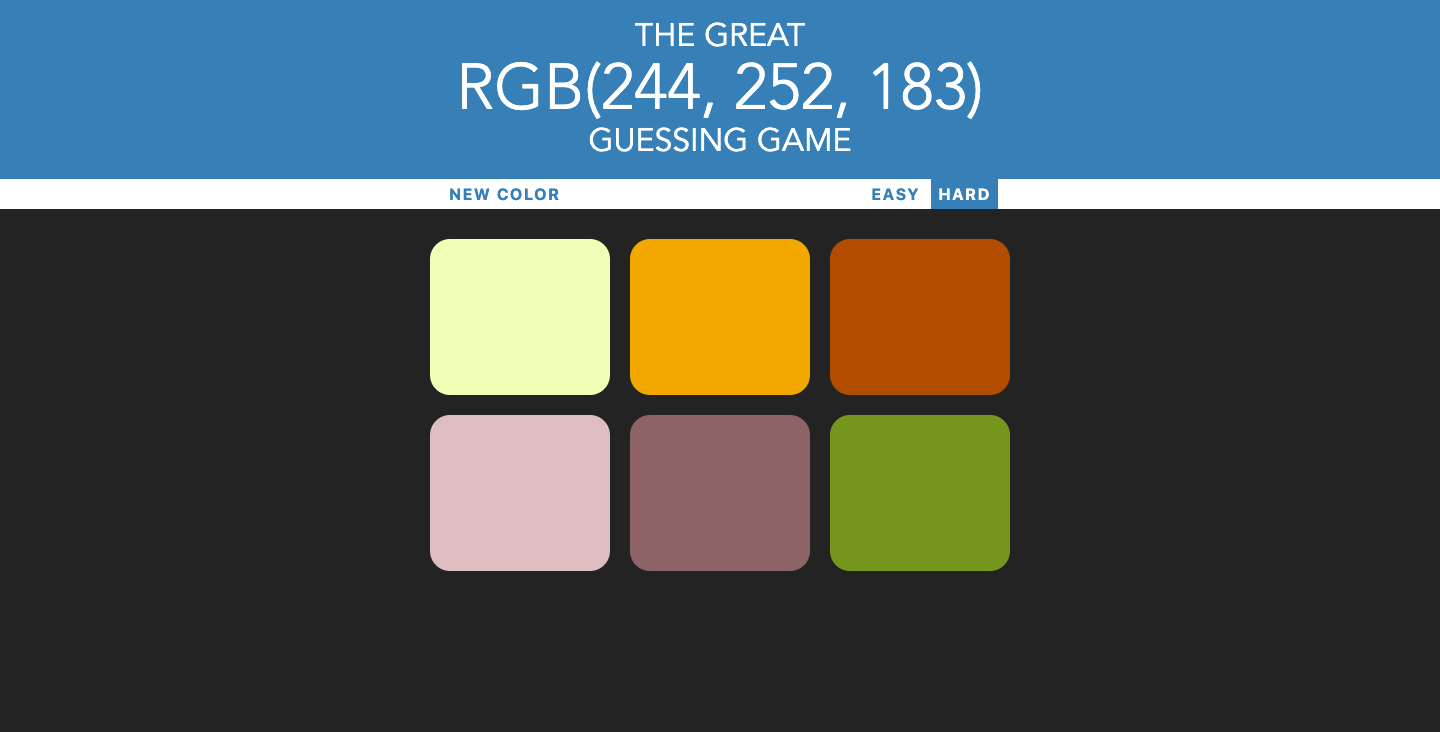 THE GREAT
RGB(244, 252, 183)
GUESSING GAME
NEW COLOR EASY HARD